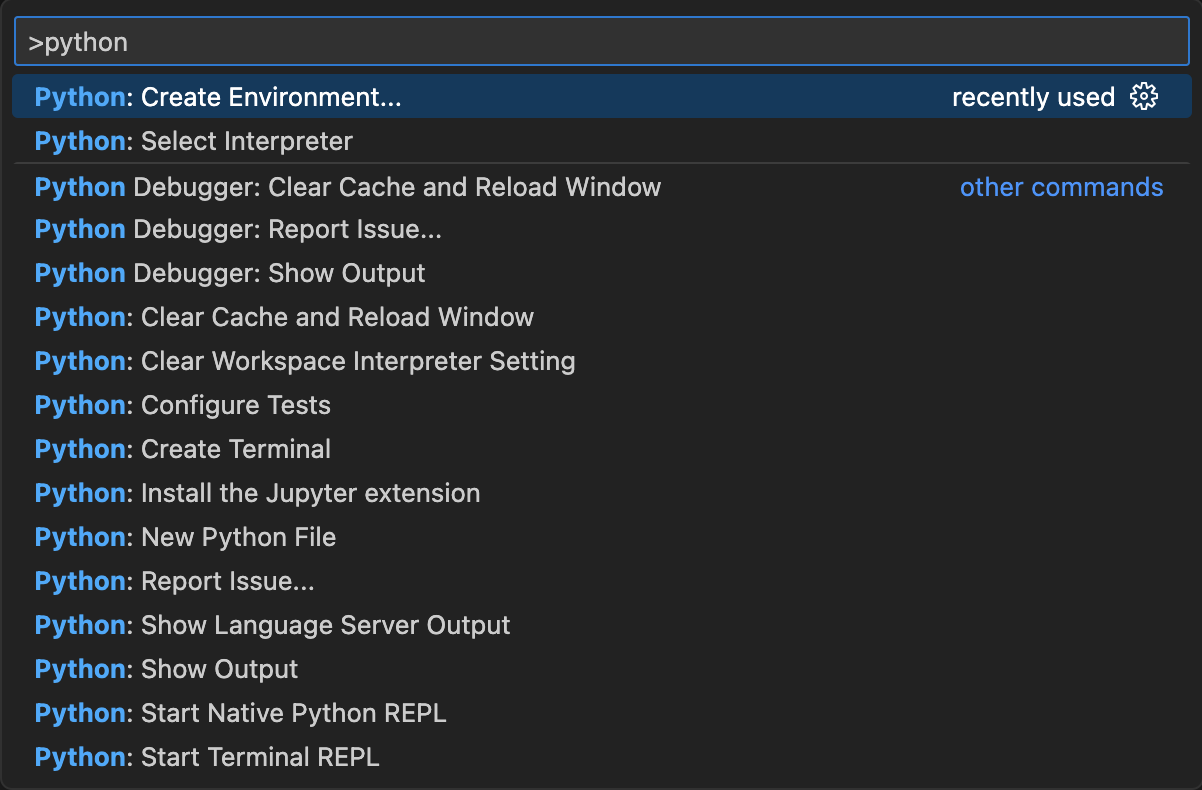 >python
Python: Create Environment... recently used
Python: Select Interpreter
Python Debugger: Clear Cache and Reload Window other commands
Python Debugger: Report Issue...
Python Debugger: Show Output
Python: Clear Cache and Reload Window
Python: Clear Workspace Interpreter Setting
Python: Configure Tests
Python: Create Terminal
Python: Install the Jupyter extension
Python: New Python File
Python: Report Issue...
Python: Show Language Server Output
Python: Show Output
Python: Start Native Python REPL
Python: Start Terminal REPL